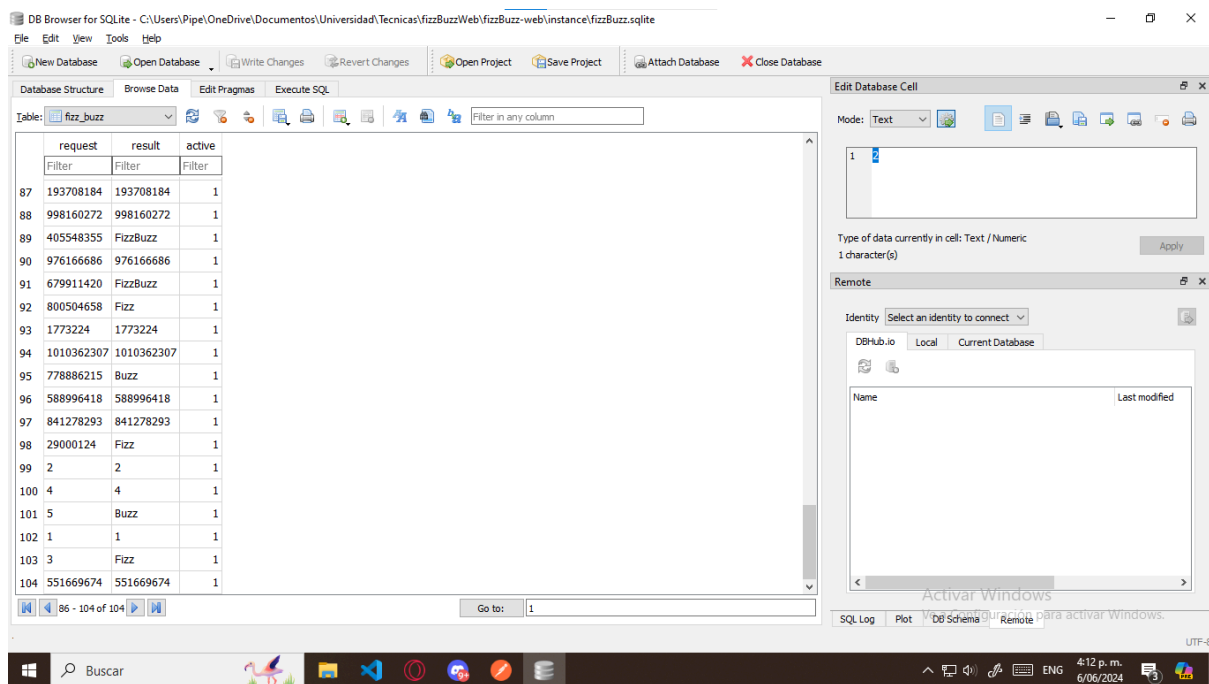 DB Browser for SQLite - C:\Users\Pipe\OneDrive\Documentos\Universidad\Tecnicas\fizzBuzzWeb\fizzBuzz-web\instance\fizzBuzz.sqlite
File Edit View Tools Help
New Database Open Database Write Changes Revert Changes Open Project Save Project Attach Database Close Database
Database Structure Browse Data Edit Pragmas Execute SQL
Table: fizz_buzz Filter in any column
request result active
Filter Filter Filter
87 193708184 193708184 1
88 998160272 998160272 1
89 405548355 FizzBuzz 1
90 976166686 976166686 1
91 679911420 FizzBuzz 1
92 800504658 Fizz 1
93 1773224 1773224 1
94 1010362307 1010362307 1
95 778886215 Buzz 1
96 588996418 588996418 1
97 841278293 841278293 1
98 29000124 Fizz 1
99 2 2 1
100 4 4 1
101 5 Buzz 1
102 1 1 1
103 3 Fizz 1
104 551669674 551669674 1
86 - 104 of 104 Go to: 1
Edit Database Cell
Mode: Text
1 2
Type of data currently in cell: Text / Numeric
1 character(s)
Apply
Remote
Identity Select an identity to connect
DBHub.io Local Current Database
Name Last modified
Activar Windows
Ve a Configuración para activar Windows.
SQL Log Plot DB Schema Remote
UTF-8
Buscar
ENG
4:12 p. m.
6/06/2024
3